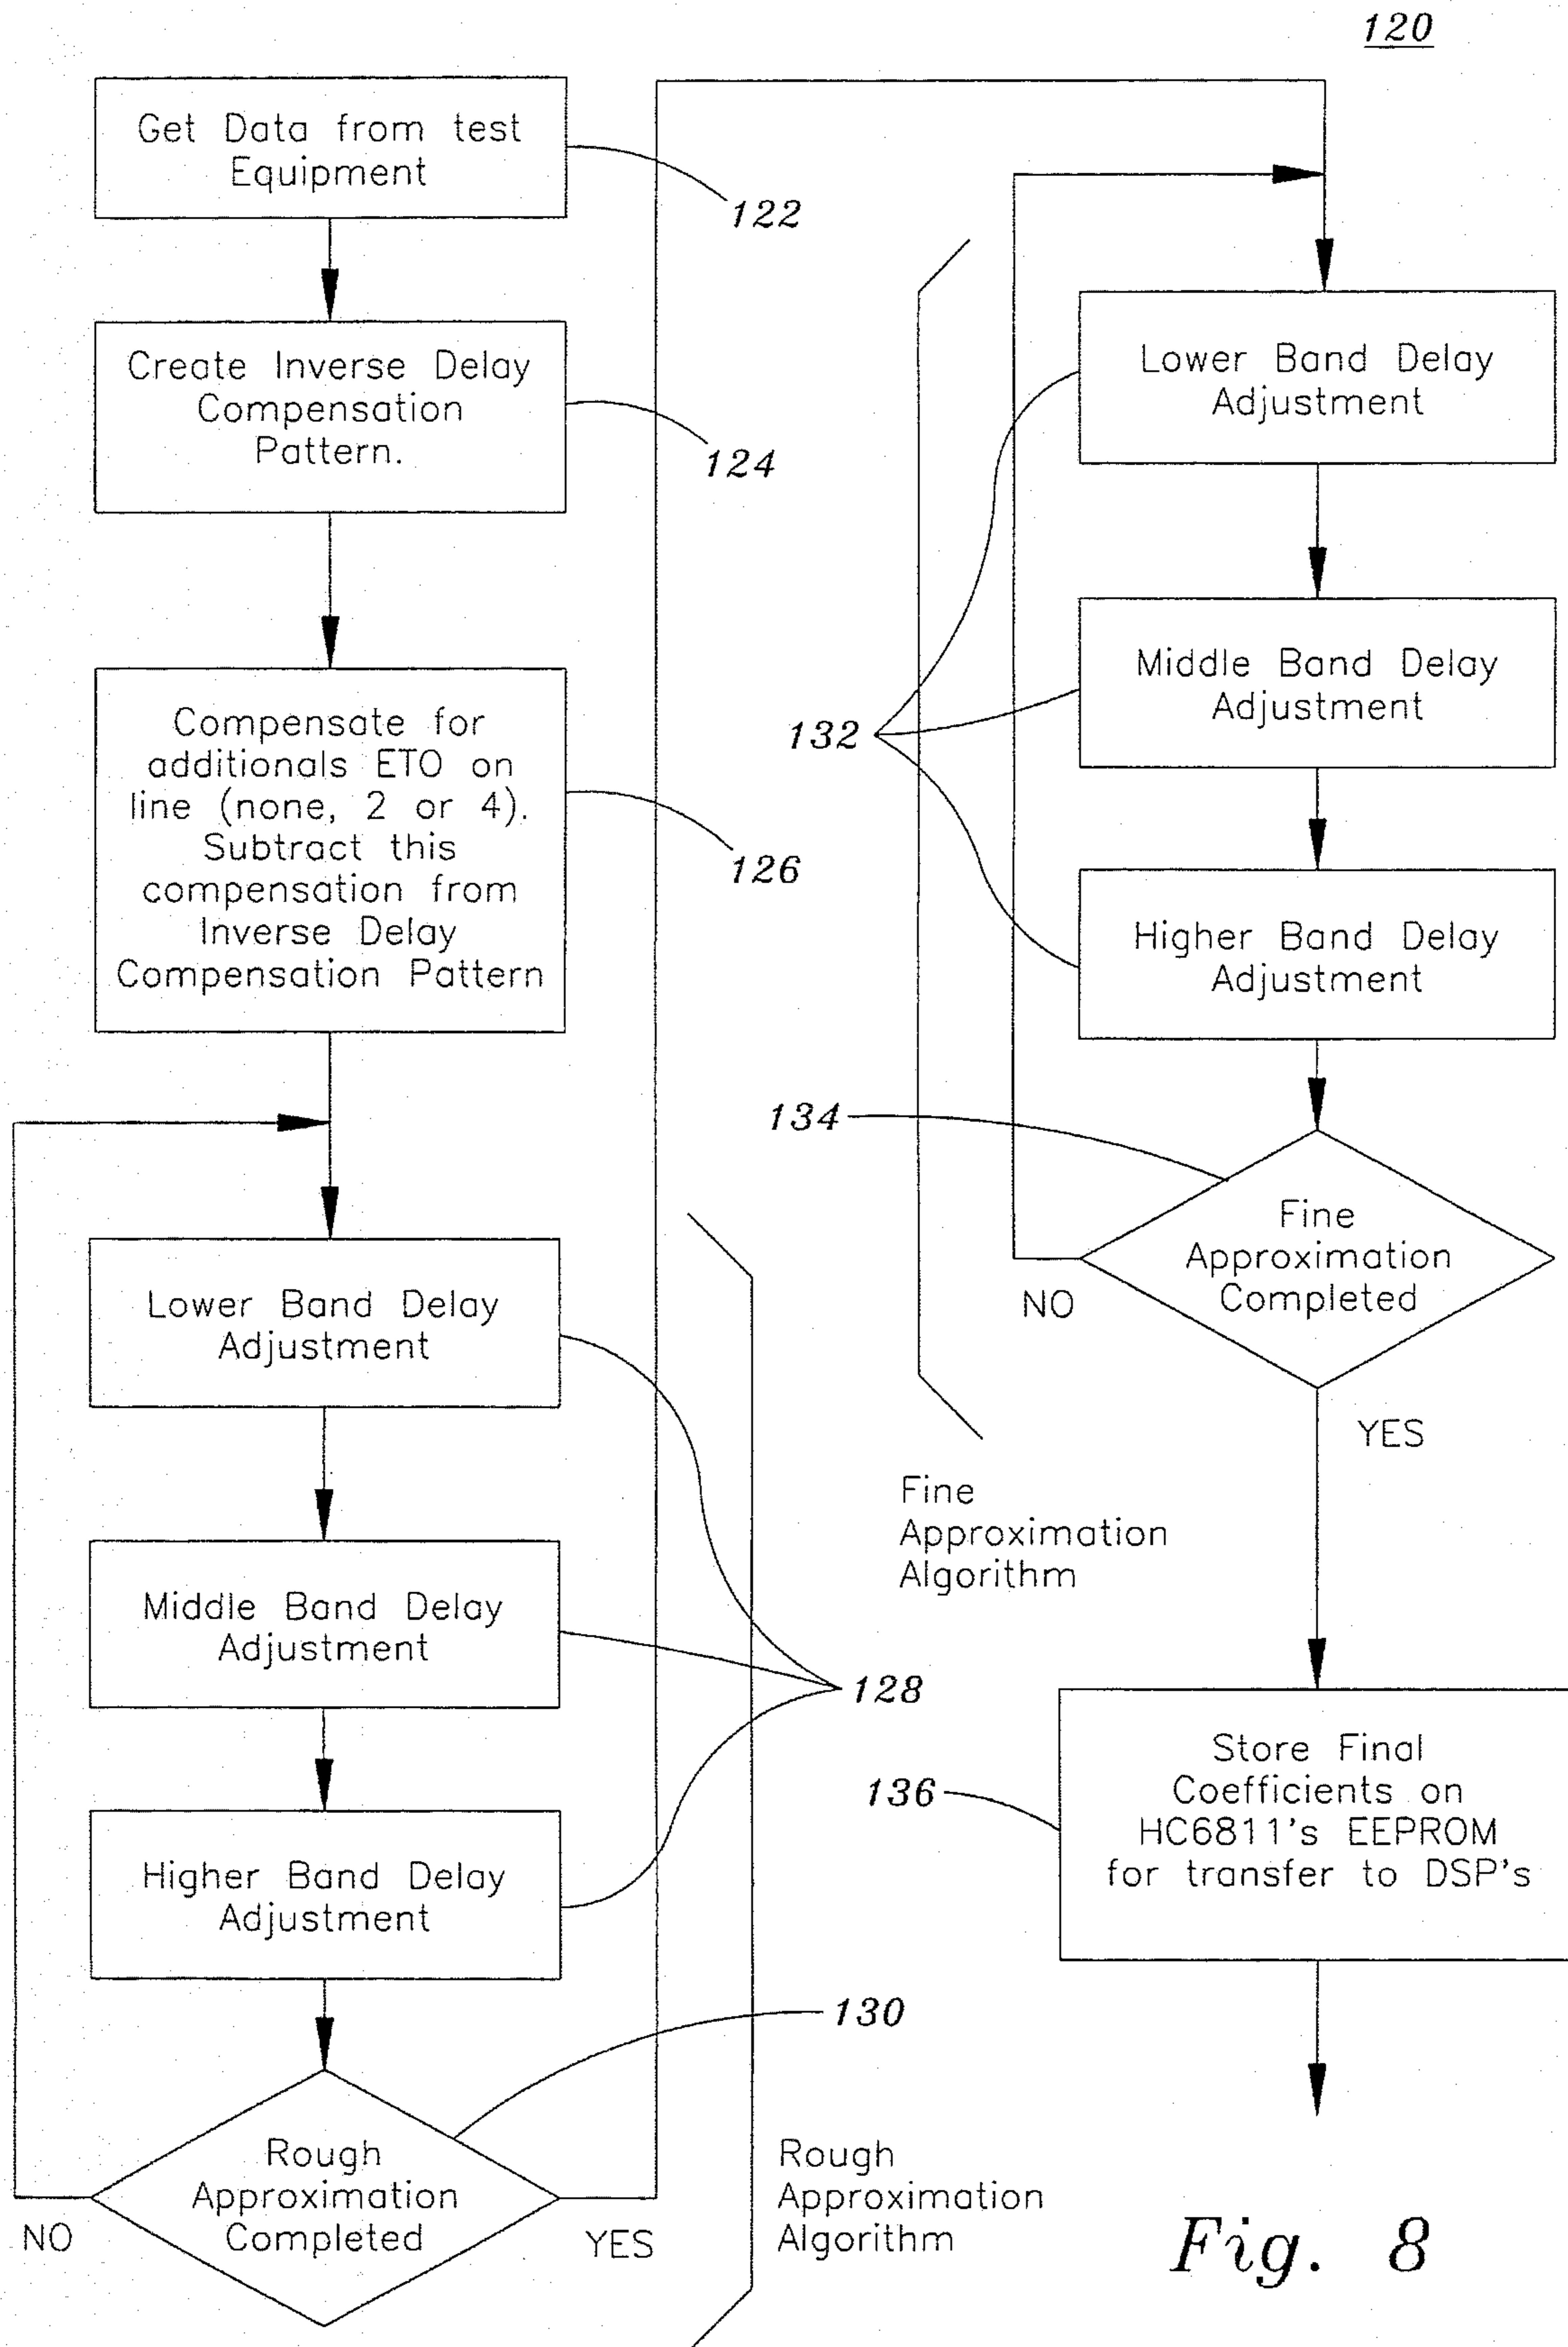 120
Get Data from test
Equipment
122
Create Inverse Delay
Compensation
Pattern.
124
Compensate for
additionals ETO on
line (none, 2 or 4).
Subtract this
compensation from
Inverse Delay
Compensation Pattern
126
Lower Band Delay
Adjustment
Middle Band Delay
Adjustment
128
Higher Band Delay
Adjustment
130
Rough
Approximation
Completed
NO
YES
Rough
Approximation
Algorithm
Lower Band Delay
Adjustment
Middle Band Delay
Adjustment
132
Higher Band Delay
Adjustment
134
Fine
Approximation
Completed
NO
YES
Fine
Approximation
Algorithm
136
Store Final
Coefficients on
HC6811's EEPROM
for transfer to DSP's
Fig. 8